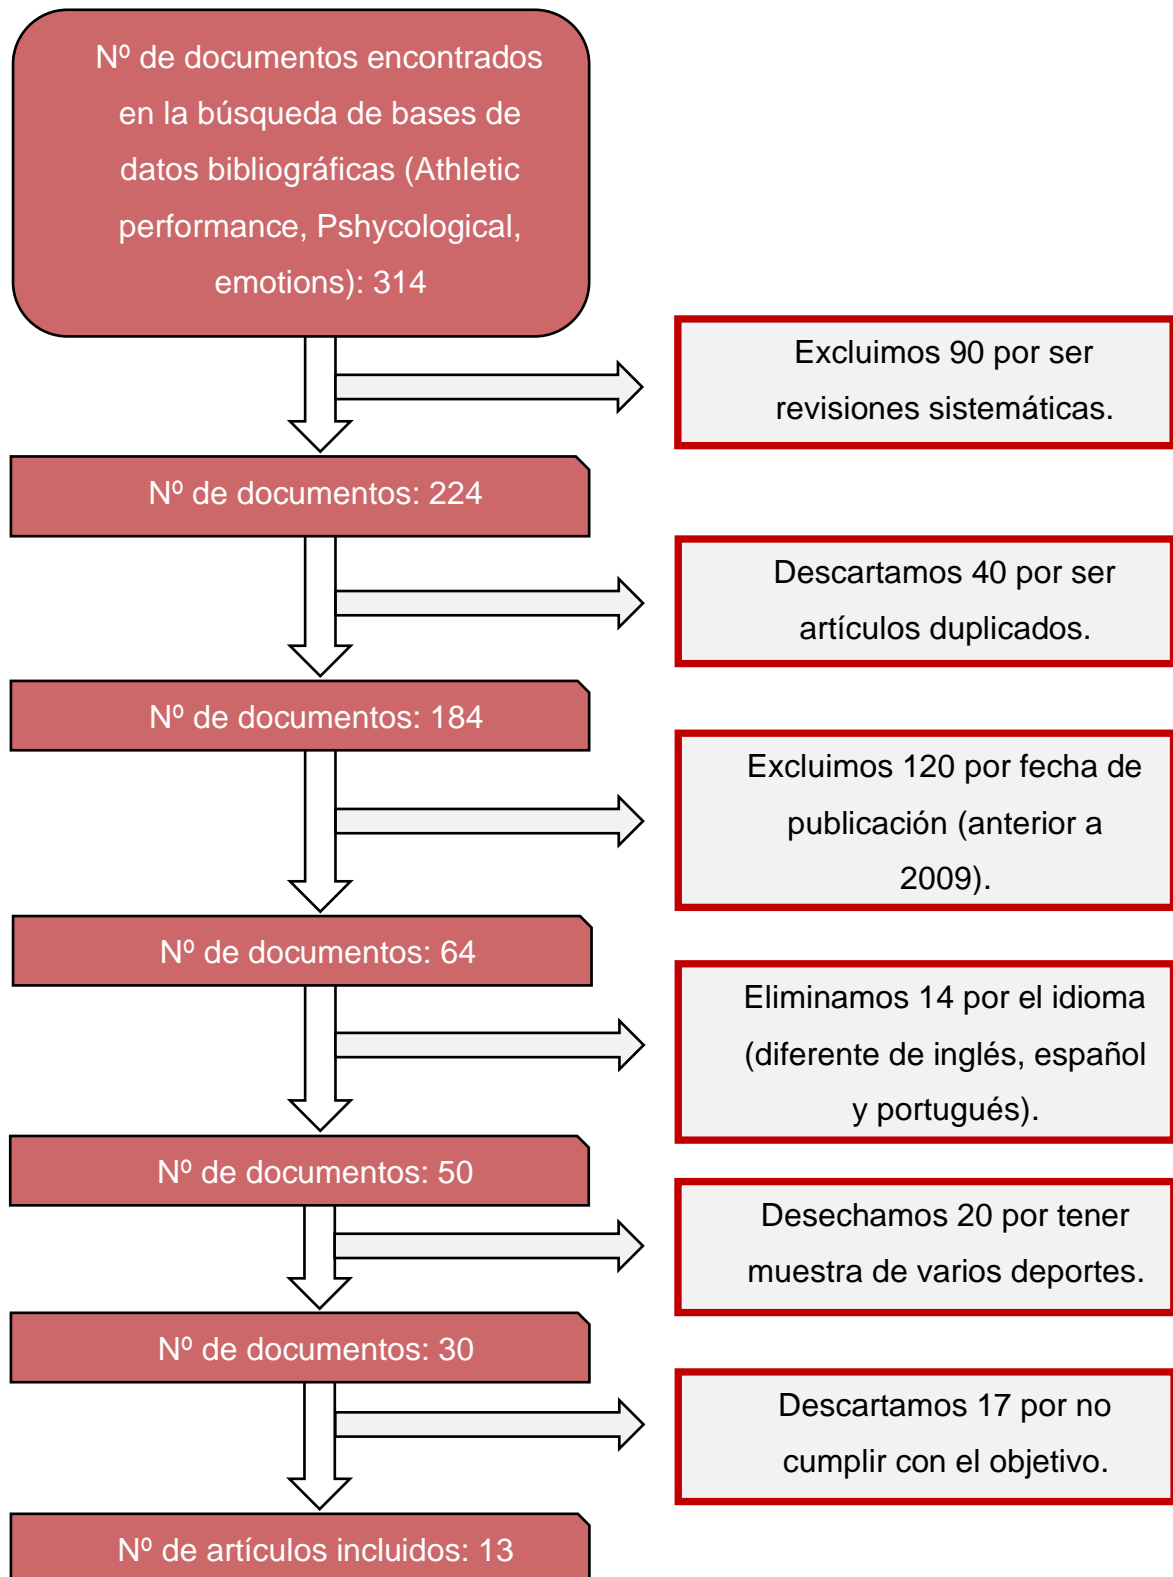 Nº de documentos encontrados
en la búsqueda de bases de
datos bibliográficas (Athletic
performance, Pshycological,
emotions): 314
Excluimos 90 por ser
revisiones sistemáticas.
Nº de documentos: 224
Descartamos 40 por ser
artículos duplicados.
Nº de documentos: 184
Excluimos 120 por fecha de
publicación (anterior a
2009).
Nº de documentos: 64
Eliminamos 14 por el idioma
(diferente de inglés, español
y portugués).
Nº de documentos: 50
Desechamos 20 por tener
muestra de varios deportes.
Nº de documentos: 30
Descartamos 17 por no
cumplir con el objetivo.
Nº de artículos incluidos: 13